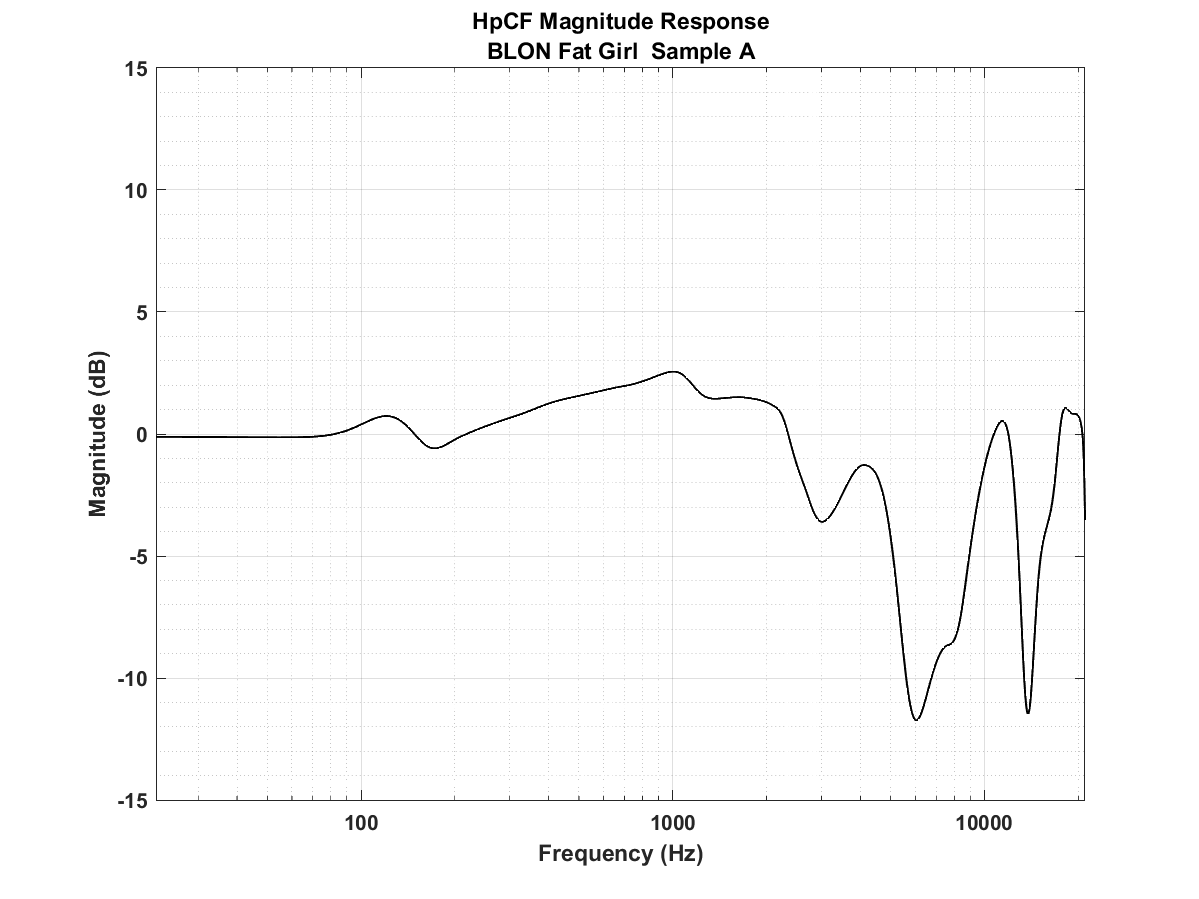 HpCF Magnitude Response
BLON Fat Girl  Sample A
15
10
5
0
-5
-10
-15
Magnitude (dB)
100
1000
10000
Frequency (Hz)